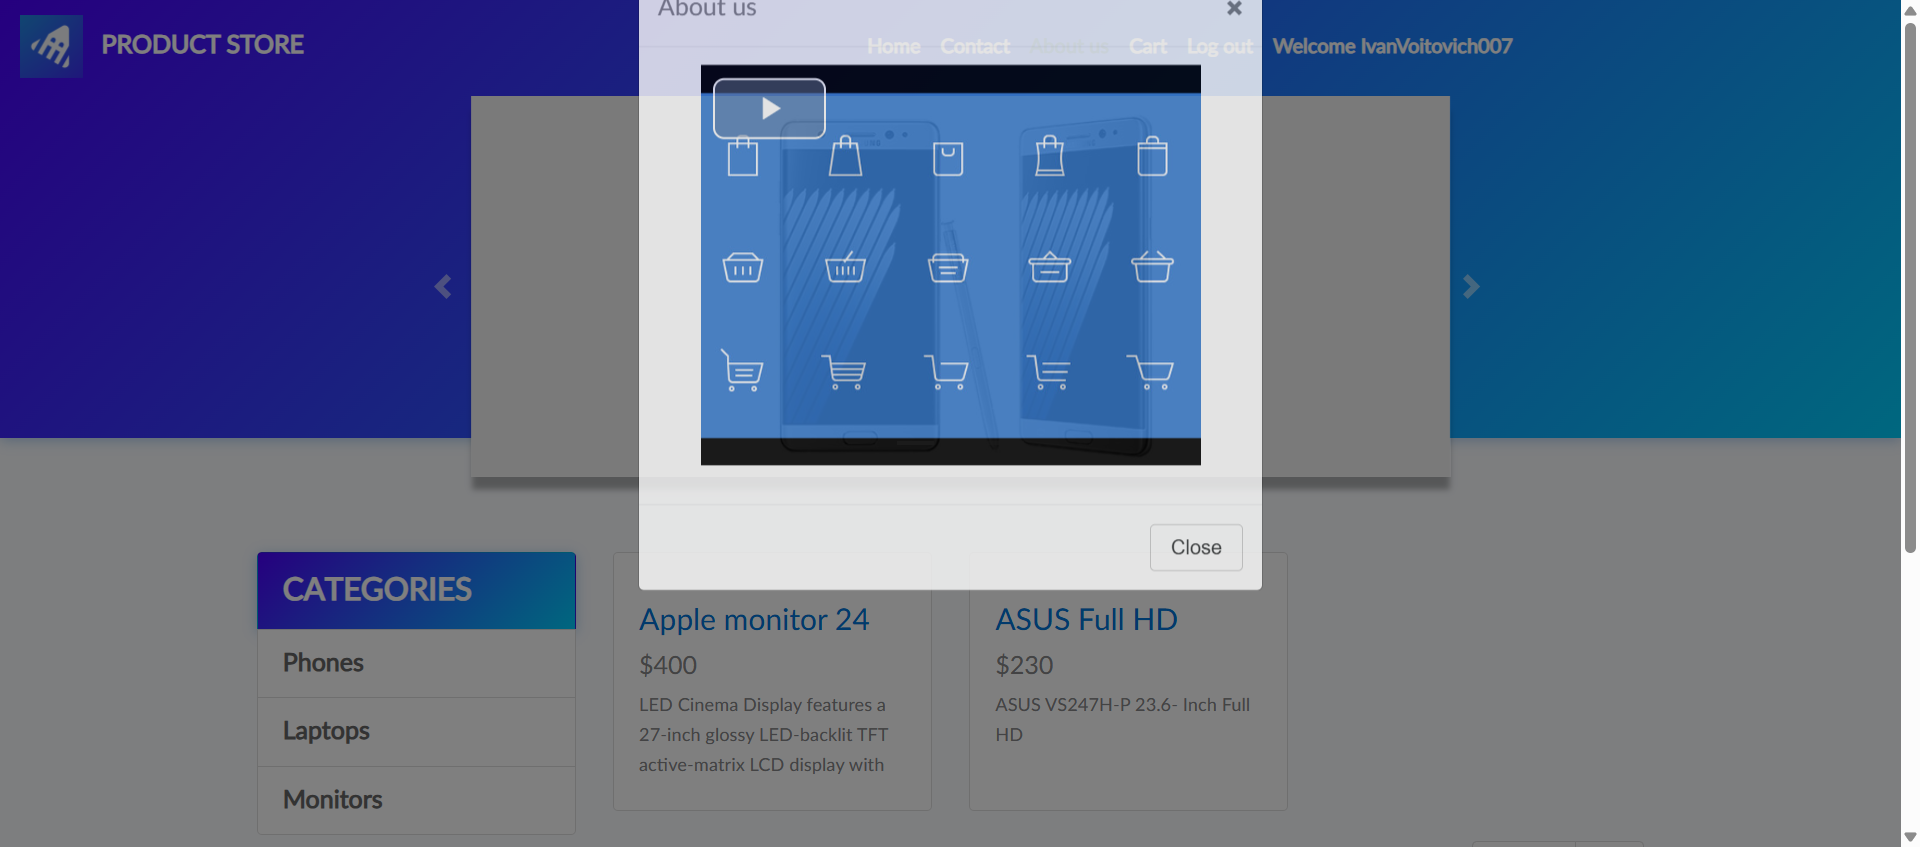 About us
PRODUCT STORE
Home Contact About us Cart Log out Welcome IvanVoitovich007
Close
CATEGORIES
Phones
Laptops
Monitors
Apple monitor 24
$400
LED Cinema Display features a
27-inch glossy LED-backlit TFT
active-matrix LCD display with
ASUS Full HD
$230
ASUS VS247H-P 23.6- Inch Full
HD